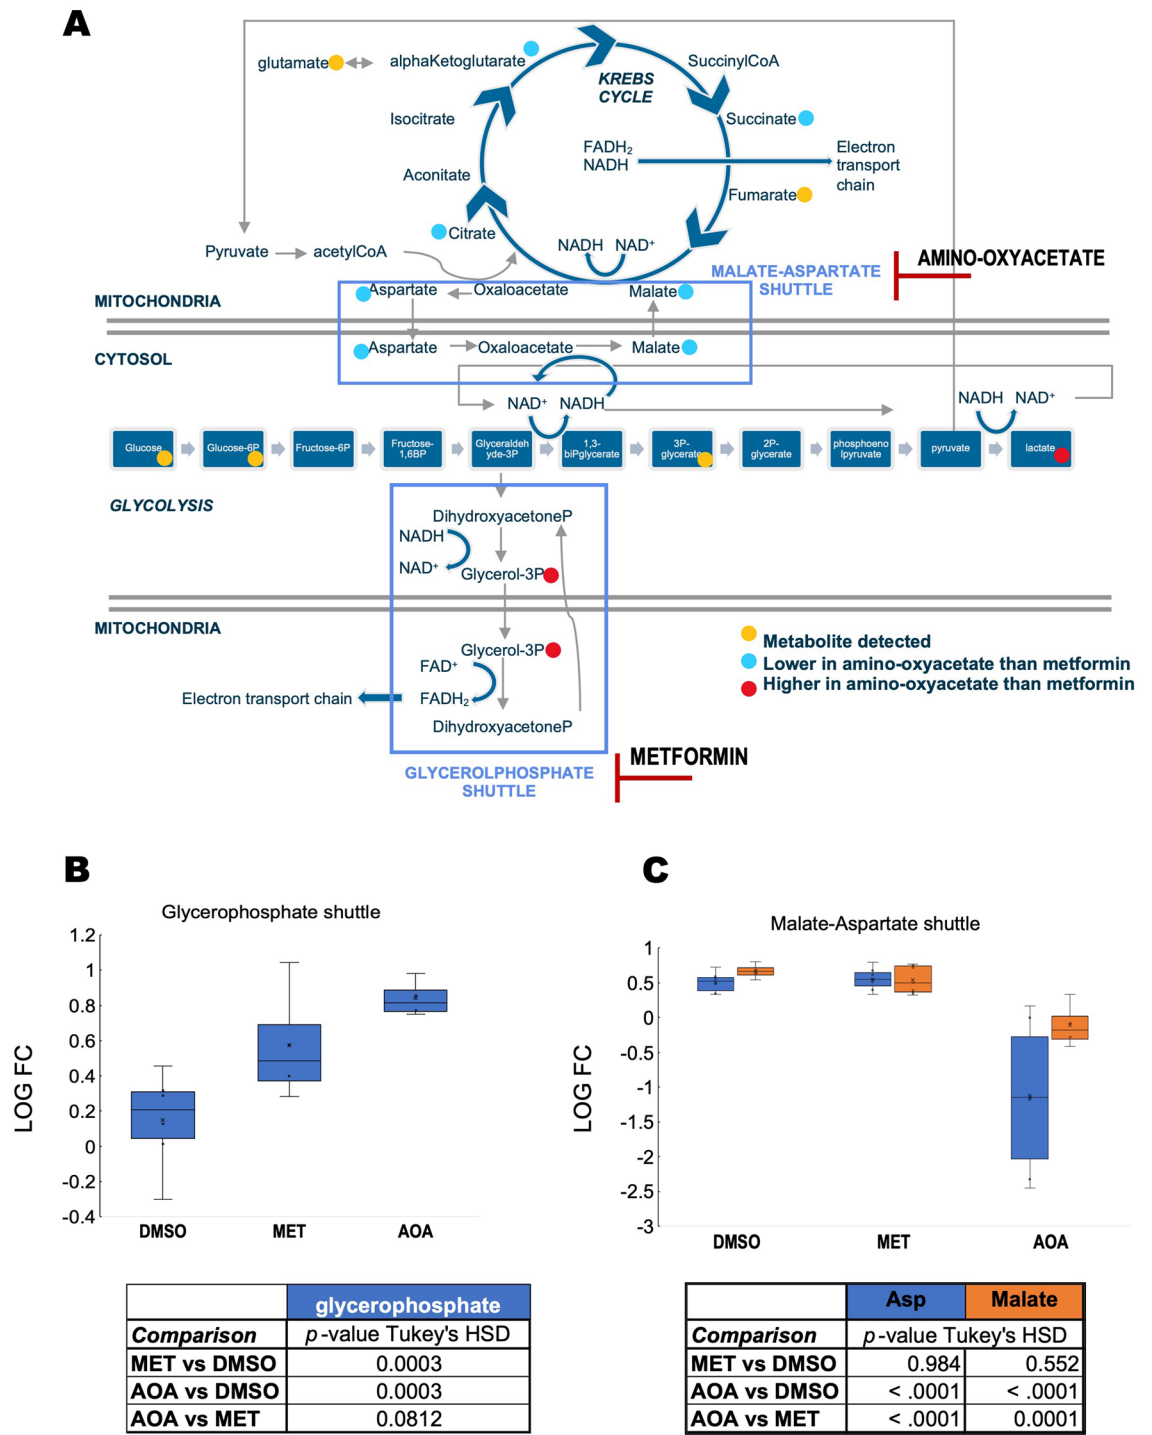 A
glutamate
alphaKetoglutarate
KREBS
CYCLE
SuccinylCoA
Isocitrate
Succinate
FADH2
NADH
Electron
transport
chain
Aconitate
Fumarate
Citrate
Pyruvate
acetylCoA
NADH
NAD+
MALATE-ASPARTATE
SHUTTLE
AMINO-OXYACETATE
Aspartate
Oxaloacetate
Malate
MITOCHONDRIA
CYTOSOL
Aspartate
Oxaloacetate
Malate
NAD+
NADH
NADH
NAD+
Glucose
Glucose-6P
Fructose-6P
Fructose-
1,6BP
Glyceraldeh
yde-3P
1,3-
biPglycerate
3P-
glycerate
2P-
glycerate
phosphoeno
lpyruvate
pyruvate
lactate
GLYCOLYSIS
DihydroxyacetoneP
NADH
NAD+
Glycerol-3P
MITOCHONDRIA
Glycerol-3P
FAD+
Electron transport chain
FADH2
DihydroxyacetoneP
Metabolite detected
Lower in amino-oxyacetate than metformin
Higher in amino-oxyacetate than metformin
GLYCEROLPHOSPHATE
SHUTTLE
METFORMIN
B
Glycerophosphate shuttle
LOG FC
1.2
1
0.8
0.6
0.4
0.2
0
-0.2
-0.4
DMSO
MET
AOA
glycerophosphate
Comparison
p-value Tukey's HSD
MET vs DMSO
0.0003
AOA vs DMSO
0.0003
AOA vs MET
0.0812
C
Malate-Aspartate shuttle
LOG FC
1
0.5
0
-0.5
-1
-1.5
-2
-2.5
-3
DMSO
MET
AOA
Asp
Malate
Comparison
p-value Tukey's HSD
MET vs DMSO
0.984
0.552
AOA vs DMSO
< .0001
< .0001
AOA vs MET
< .0001
0.0001